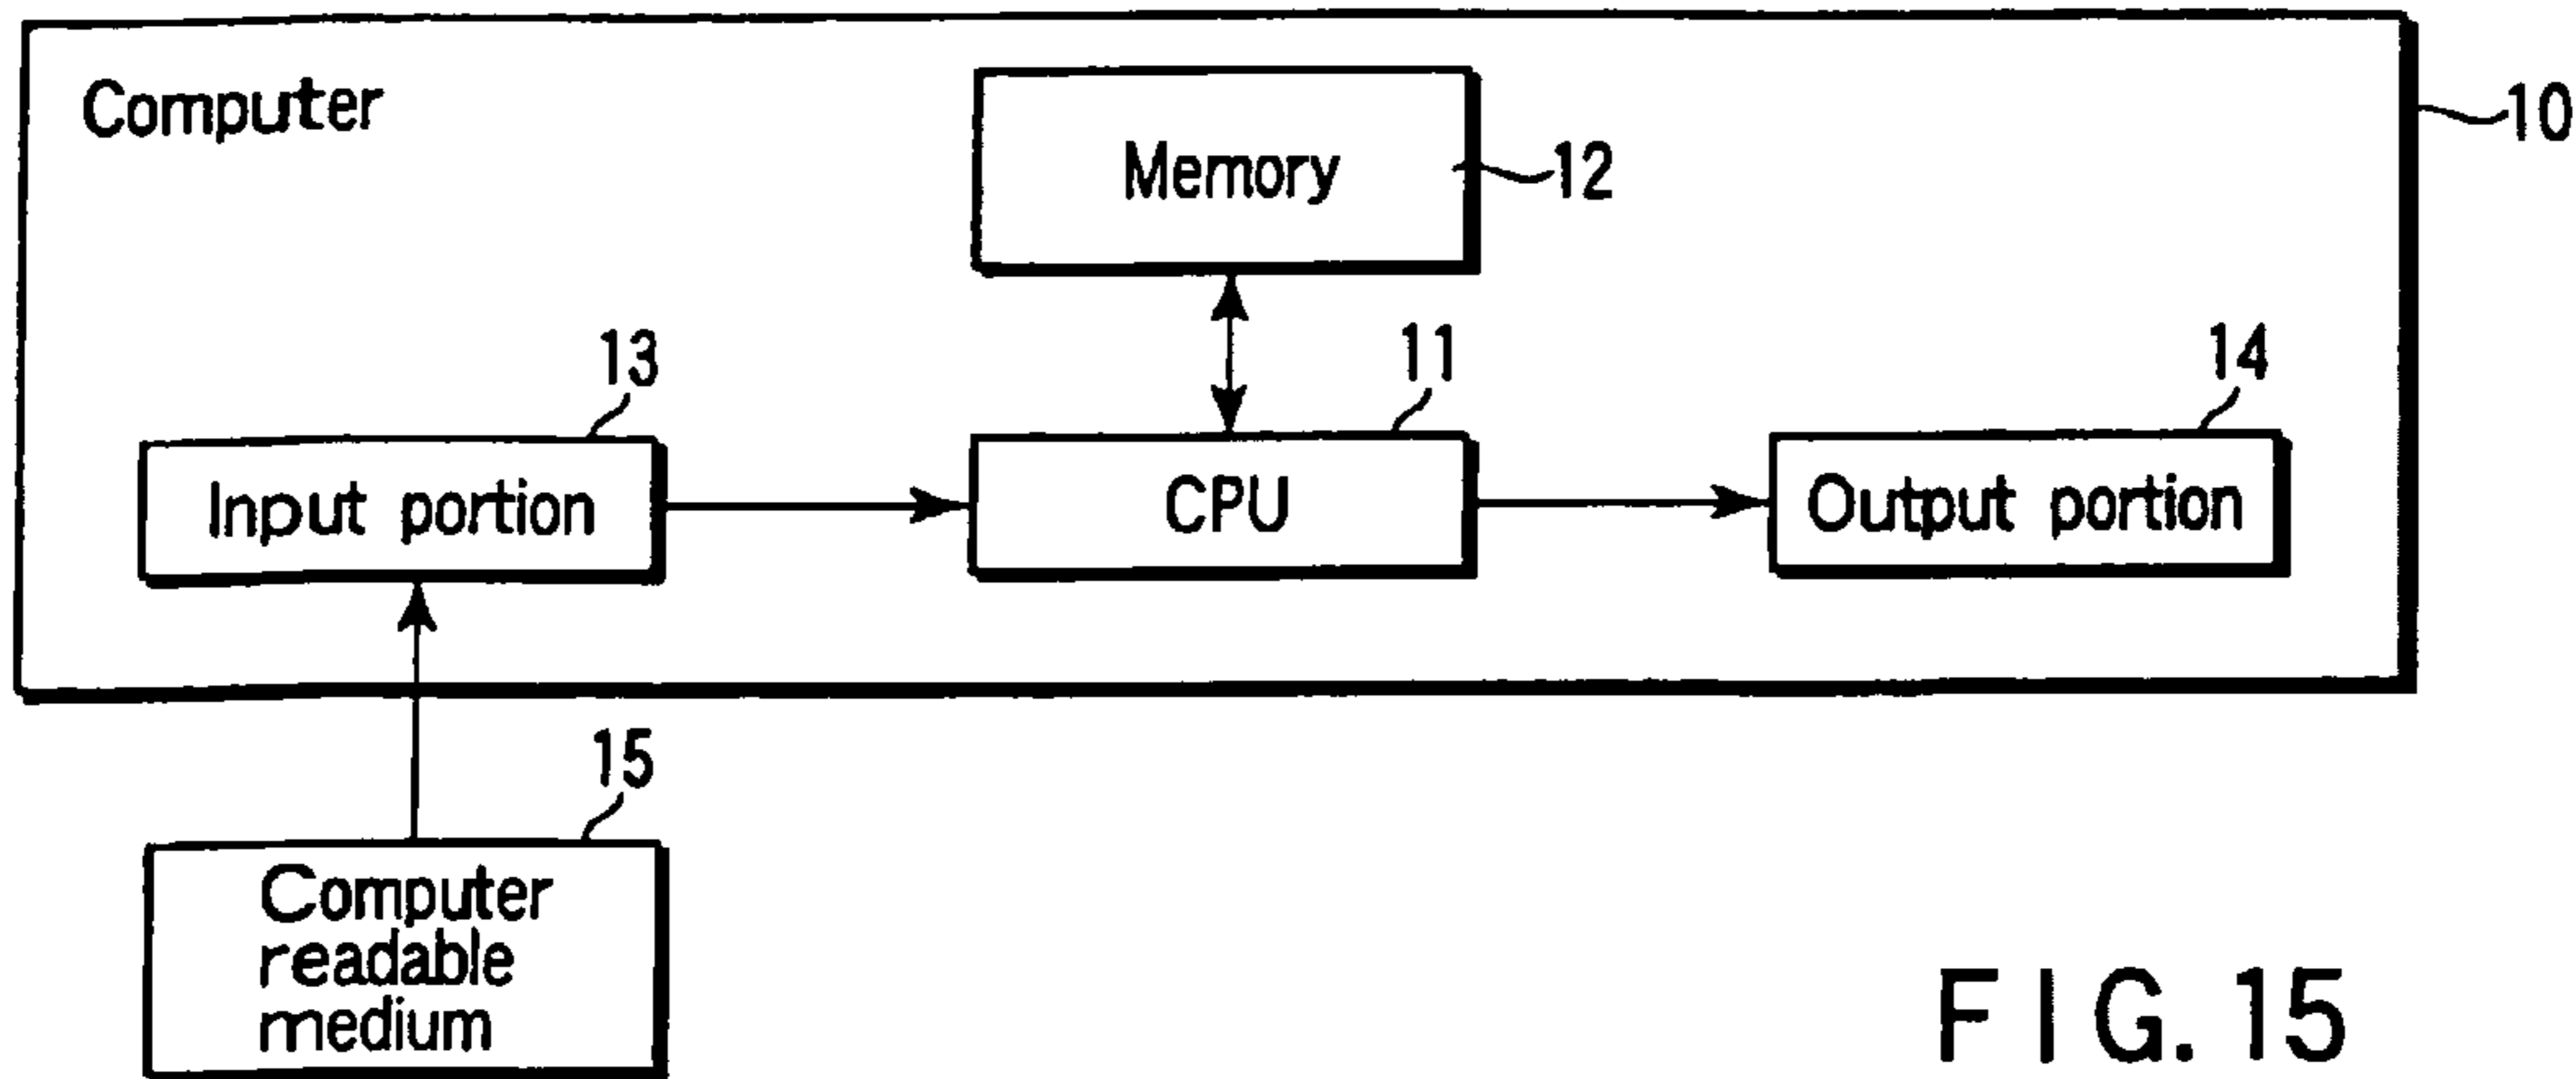 Computer
10
Memory
12
13
11
14
Input portion
CPU
Output portion
15
Computer
readable
medium
FIG. 15